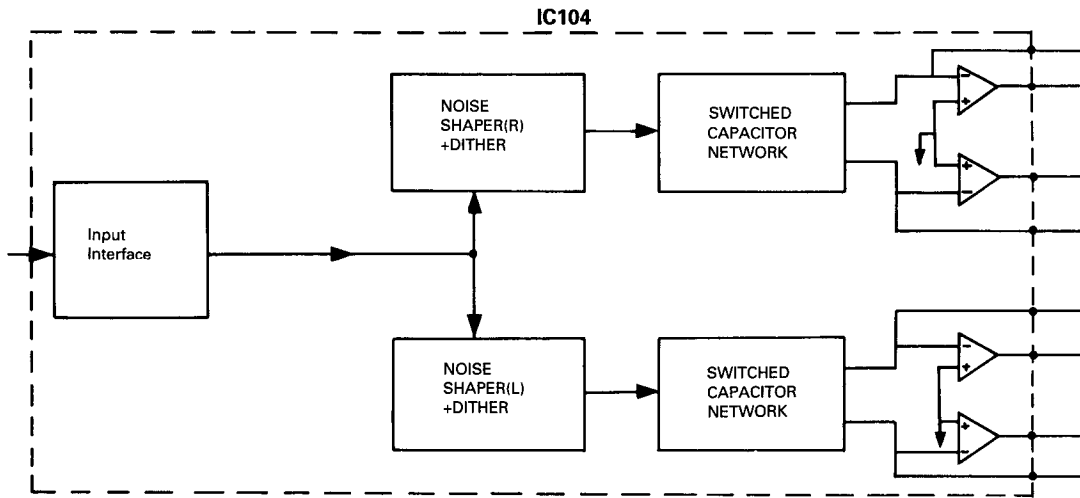 IC104
NOISE
SHAPER(R)
+DITHER
SWITCHED
CAPACITOR
NETWORK
Input
Interface
NOISE
SHAPER(L)
+DITHER
SWITCHED
CAPACITOR
NETWORK
-
+
+
-
-
+
+
-